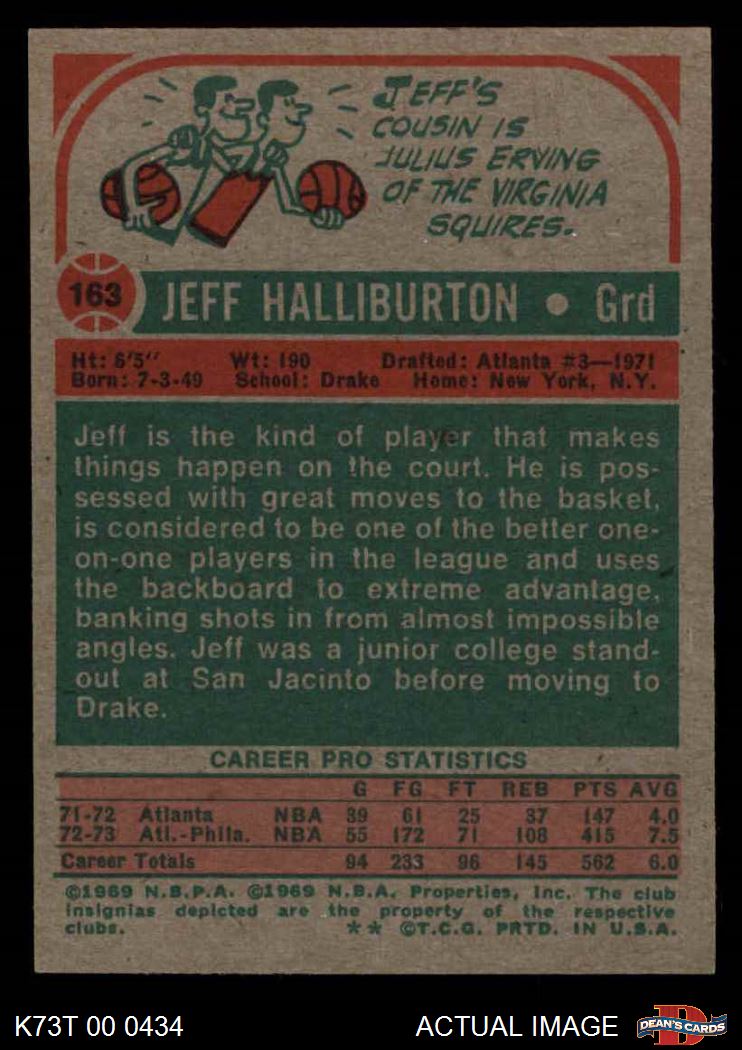 JEFF'S
COUSIN IS
JULIUS ERVING
OF THE VIRGINIA
SQUIRES.
163 JEFF HALLIBURTON • Grd
Ht: 6'5" Wt: 190 Drafted: Atlanta #3—1971
Born: 7-3-49 School: Drake Home: New York, N.Y.
Jeff is the kind of player that makes
things happen on the court. He is pos-
sessed with great moves to the basket,
is considered to be one of the better one-
on-one players in the league and uses
the backboard to extreme advantage,
banking shots in from almost impossible
angles. Jeff was a junior college stand-
out at San Jacinto before moving to
Drake.
CAREER PRO STATISTICS
G FG FT REB PTS AVG
71-72 Atlanta NBA 39 61 25 37 147 4.0
72-73 Atl.-Phila. NBA 55 172 71 108 415 7.5
Career Totals 94 233 96 145 562 6.0
©1969 N.B.P.A. ©1969 N.B.A. Properties, Inc. The club
insignias depicted are the property of the respective
clubs. ** ©T.C.G. PRTD. IN U.S.A.
K73T 00 0434 ACTUAL IMAGE DEAN'S CARDS